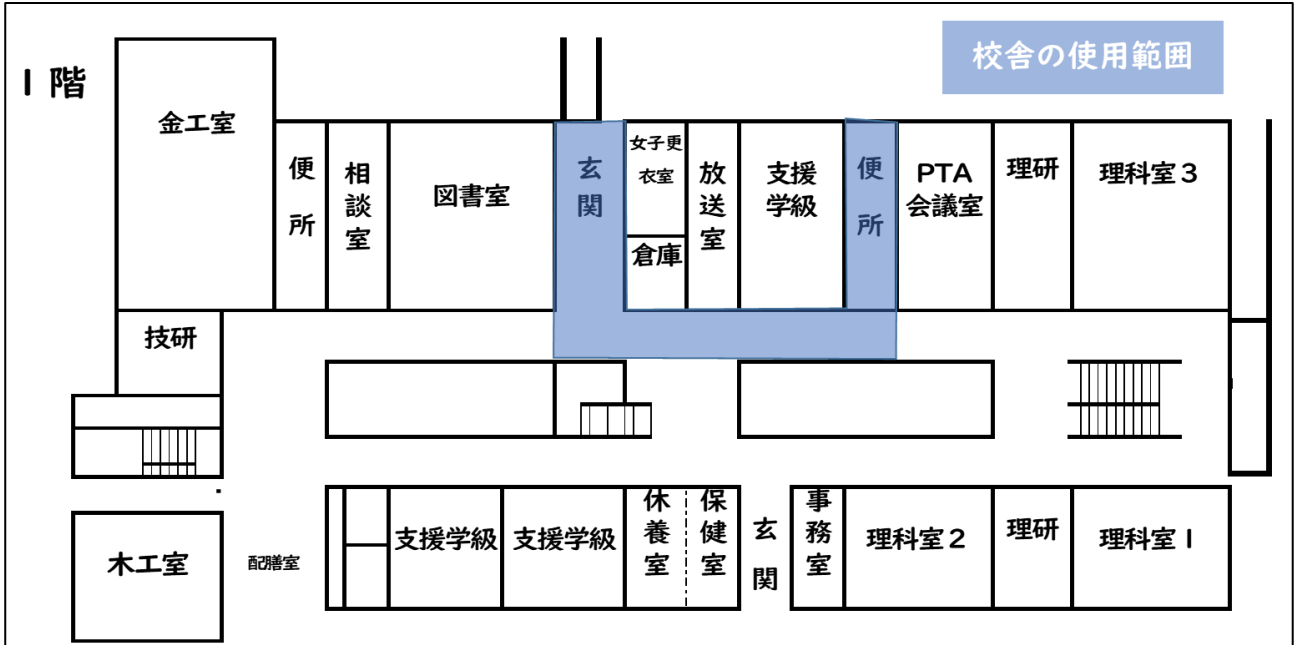 1階
校舎の使用範囲
金工室
便所
相談室
図書室
玄関
女子更
衣室
倉庫
放送室
支援
学級
便所
PTA
会議室
理研
理科室3
技研
木工室
配膳室
支援学級
支援学級
休養室
保健室
玄関
事務室
理科室2
理研
理科室1